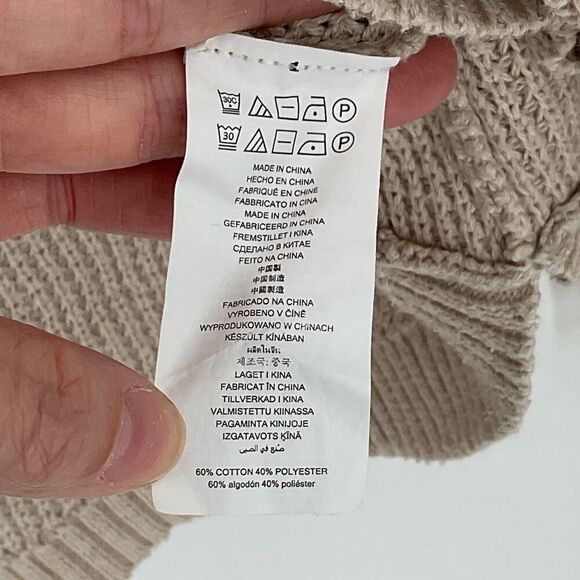 30C P
30 P
MADE IN CHINA
HECHO EN CHINA
FABRIQUÉ EN CHINE
FABBRICATO IN CHINA
MADE IN CHINA
GEFABRICEERD IN CHINA
FREMSTILLET I KINA
СДЕЛАНО В КИТАЕ
FEITO NA CHINA
中国製
中国制造
中國製造
FABRICADO NA CHINA
VYROBENO V ČÍNĚ
WYPRODUKOWANO W CHINACH
KÉSZÜLT KÍNÁBAN
ผลิตในจีน
제조국: 중국
LAGET I KINA
FABRICAT ÎN CHINA
TILLVERKAD I KINA
VALMISTETTU KIINASSA
PAGAMINTA KINIJOJE
IZGATAVOTS ĶĪNĀ
صنع في الصين
60% COTTON 40% POLYESTER
60% algodón 40% poliéster